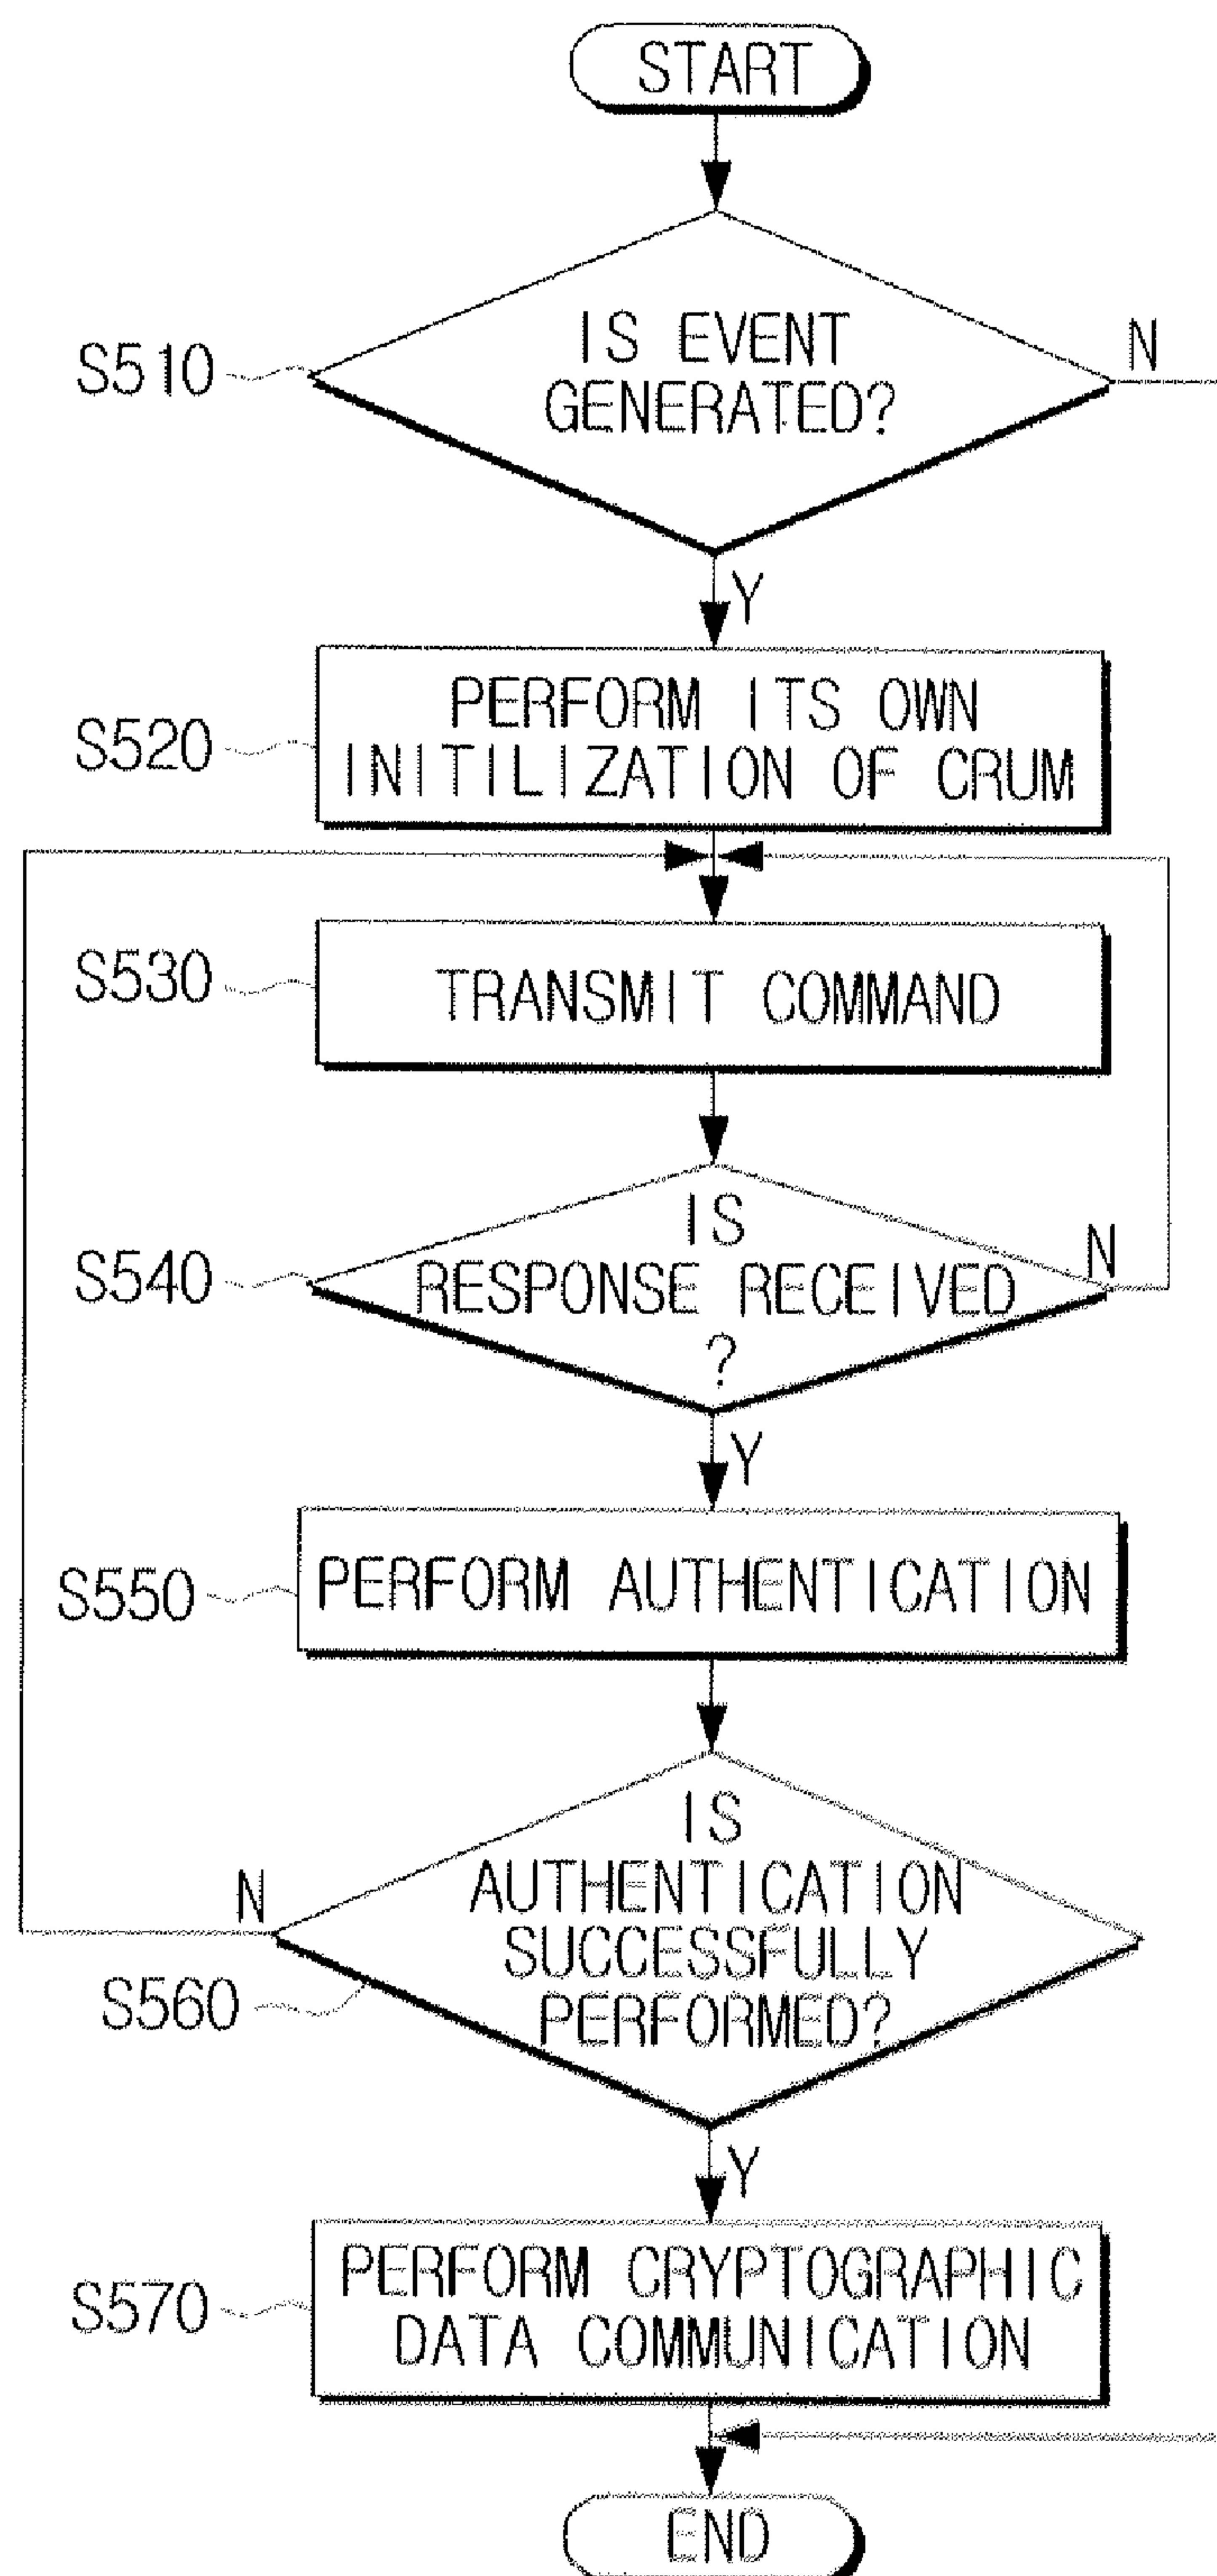 START
IS EVENT
GENERATED?
N
S510
Y
PERFORM ITS OWN
INITILIZATION OF CRUM
S520
TRANSMIT COMMAND
S530
IS
RESPONSE RECEIVED
?
N
S540
Y
PERFORM AUTHENTICATION
S550
IS
AUTHENTICATION
SUCCESSFULLY
PERFORMED?
N
S560
Y
PERFORM CRYPTOGRAPHIC
DATA COMMUNICATION
S570
END